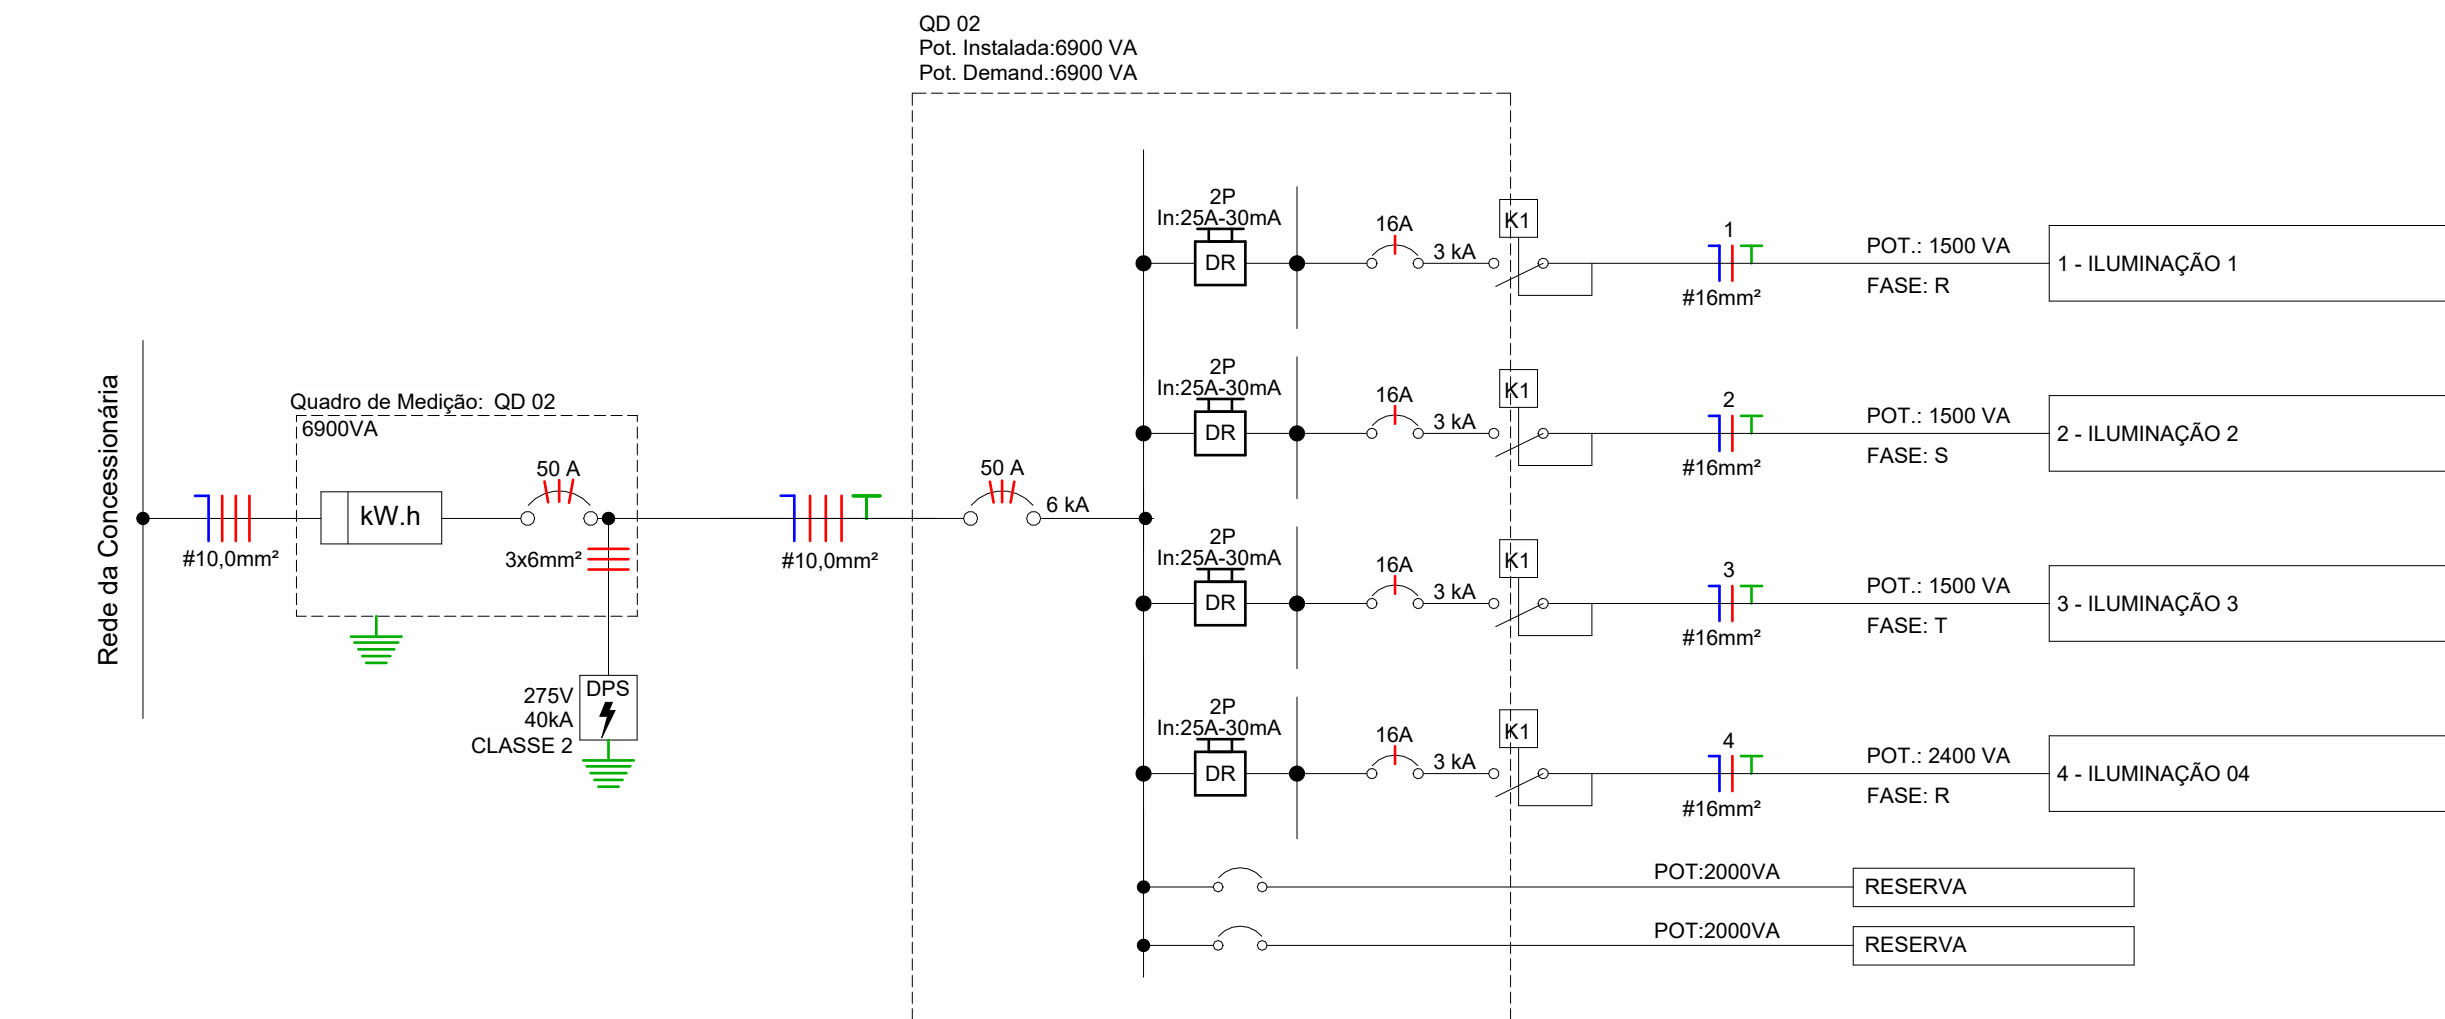 QD 02
Pot. Instalada:6900 VA
Pot. Demand.:6900 VA
Rede da Concessionária
#10,0mm²
Quadro de Medição: QD 02
6900VA
kW.h
50 A
3x6mm²
275V
40kA
CLASSE 2
DPS
#10,0mm²
50 A
6 kA
2P
In:25A-30mA
DR
16A
3 kA
K1
1
#16mm²
POT.: 1500 VA
FASE: R
1 - ILUMINAÇÃO 1
2P
In:25A-30mA
DR
16A
3 kA
K1
2
#16mm²
POT.: 1500 VA
FASE: S
2 - ILUMINAÇÃO 2
2P
In:25A-30mA
DR
16A
3 kA
K1
3
#16mm²
POT.: 1500 VA
FASE: T
3 - ILUMINAÇÃO 3
2P
In:25A-30mA
DR
16A
3 kA
K1
4
#16mm²
POT.: 2400 VA
FASE: R
4 - ILUMINAÇÃO 04
POT:2000VA
RESERVA
POT:2000VA
RESERVA